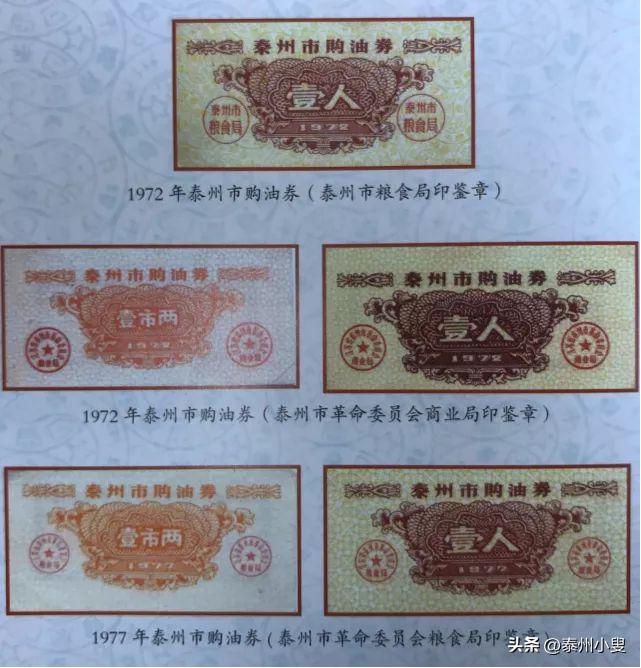 泰州市购油券
壹人
泰州市
粮食局
1972
泰州市
粮食局
1972年泰州市购油券(泰州市粮食局印鉴章)
泰州市购油券
壹市两
1972
泰州市购油券
壹人
1972
1972年泰州市购油券(泰州市革命委员会商业局印鉴章)
泰州市购油券
壹市两
1977
泰州市购油券
壹人
1977
1977年泰州市购油券(泰州市革命委员会粮食局印鉴章
头条 @泰州小叟